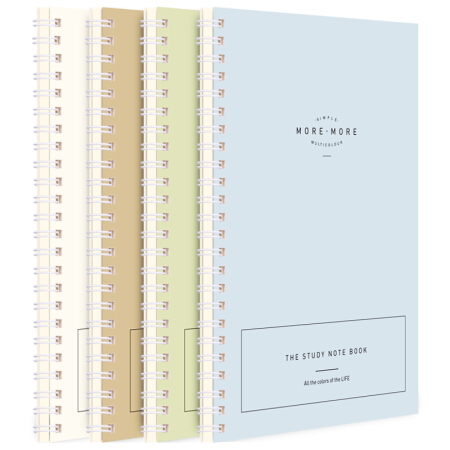 SIMPLE
MORE·MORE
MULTICOLOUR
THE STUDY NOTE BOOK
All the colors of the LIFE